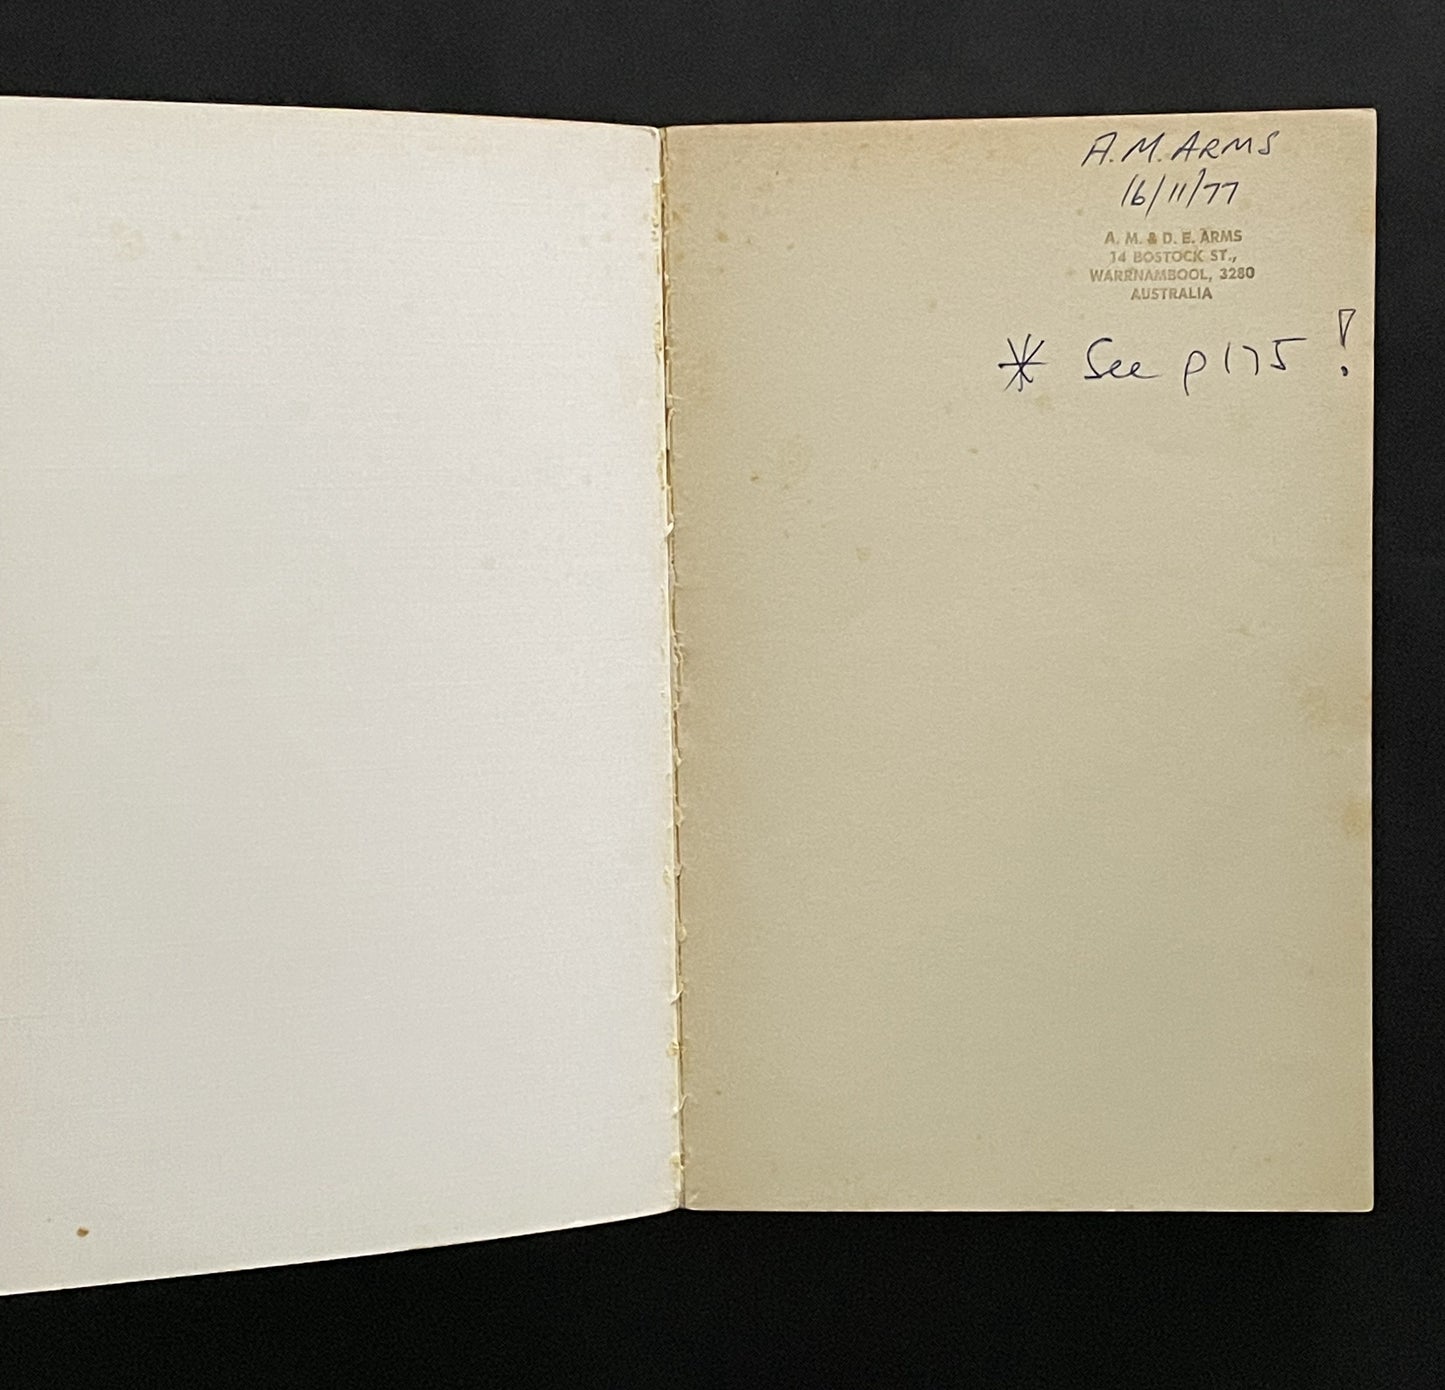 A. M. ARMS
16/11/77
A. M. & D. E. ARMS
14 BOSTOCK ST.,
WARRNAMBOOL, 3280
AUSTRALIA
* See p175!